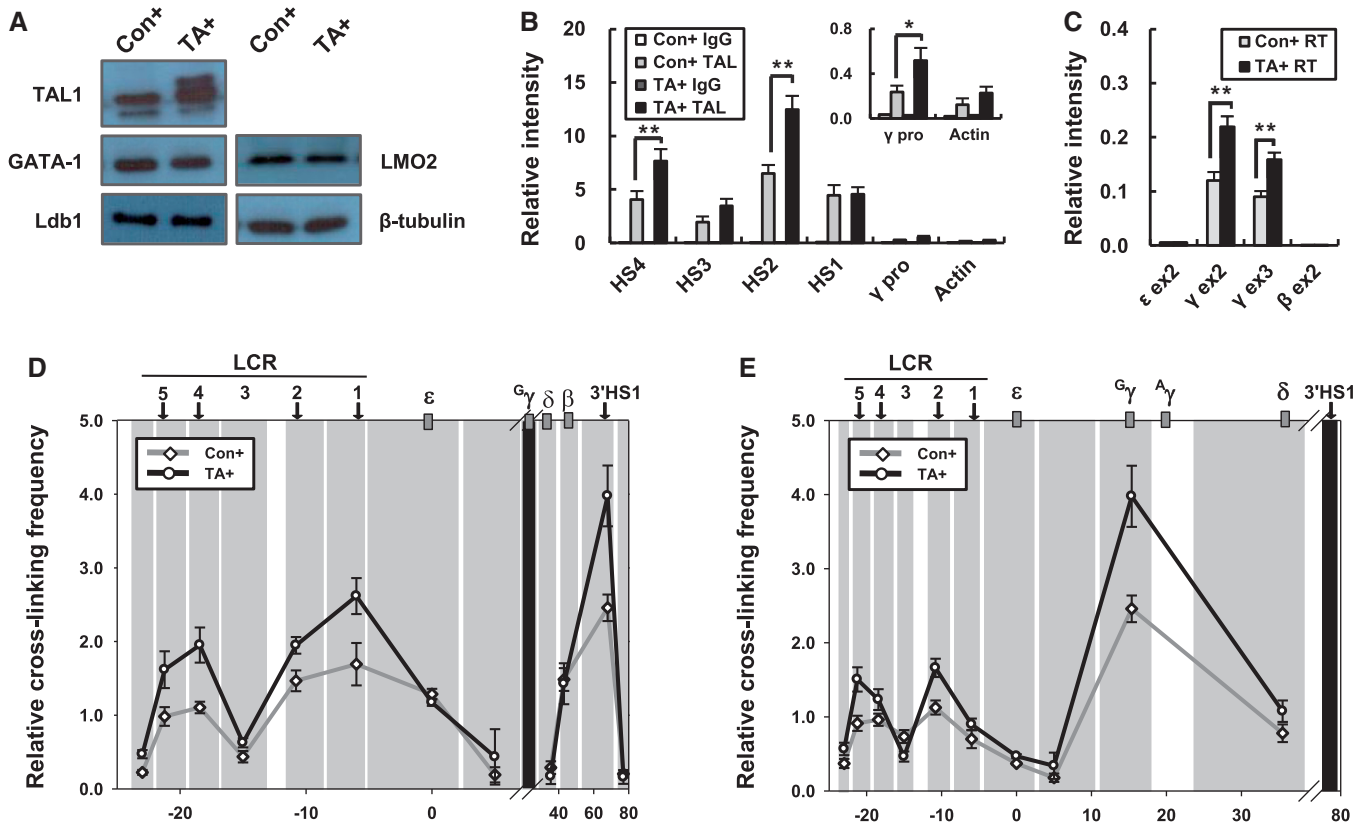 A
Con+ TA+ Con+ TA+
TAL1
GATA-1 LMO2
Ldb1 β-tubulin
B
Relative intensity
20
15
10
5
0
Con+ IgG
Con+ TAL
TA+ IgG
TA+ TAL
** **
0.8
0.4
0.0
*
γ pro Actin
HS4 HS3 HS2 HS1 γ pro Actin
C
Relative intensity
0.4
0.3
0.2
0.1
0.0
Con+ RT
TA+ RT
** **
ε ex2 γ ex2 γ ex3 β ex2
D
LCR
5 4 3 2 1 ε Gγ δ β 3'HS1
Relative cross-linking frequency
5.0
4.0
3.0
2.0
1.0
0.0
Con+
TA+
-20 -10 0 40 60 80
E
LCR
5 4 3 2 1 ε Gγ Aγ δ 3'HS1
Relative cross-linking frequency
5.0
4.0
3.0
2.0
1.0
0.0
Con+
TA+
-20 -10 0 10 20 30 80